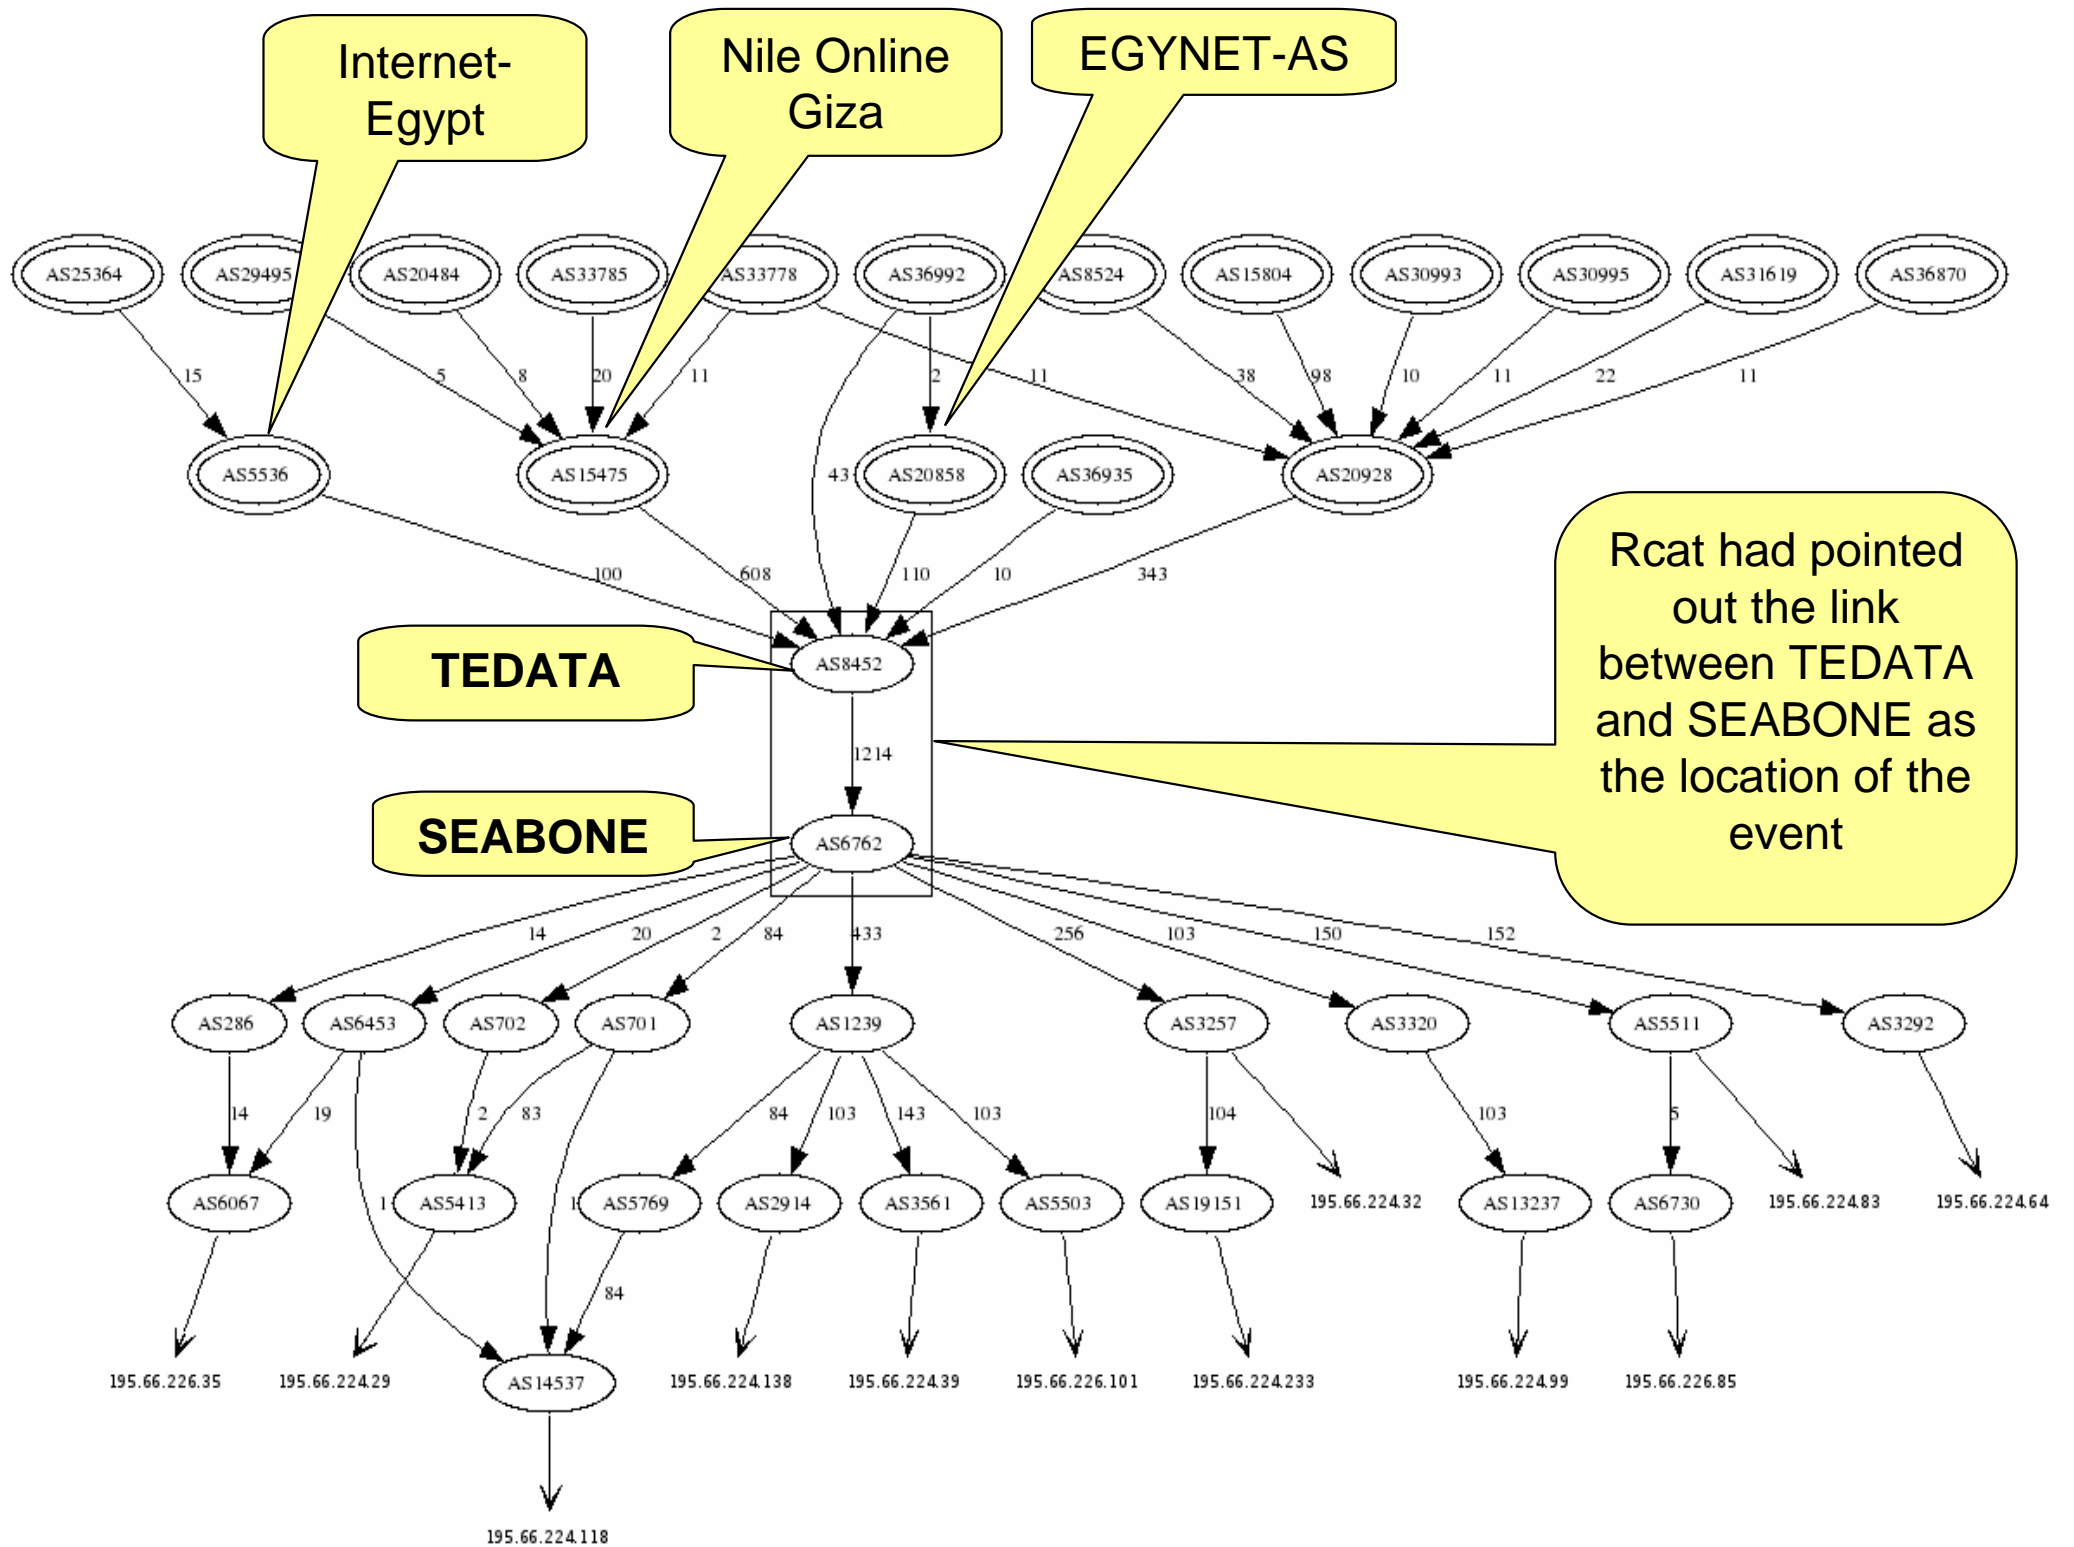 Internet-
Egypt
Nile Online
Giza
EGYNET-AS
AS25364 AS29495 AS20484 AS33785 AS33778 AS36992 AS8524 AS15804 AS30993 AS30995 AS31619 AS36870
15 5 8 20 11 2 11 38 98 10 11 22 11
AS5536 AS15475 43 AS20858 AS36935 AS20928
100 608 110 10 343
Rcat had pointed
out the link
between TEDATA
and SEABONE as
the location of the
event
TEDATA
AS8452
1214
SEABONE
AS6762
14 20 2 84 433 256 103 150 152
AS286 AS6453 AS702 AS701 AS1239 AS3257 AS3320 AS5511 AS3292
14 19 2 83 84 103 143 103 104 103 5
AS6067 1 AS5413 1 AS5769 AS2914 AS3561 AS5503 AS19151 195.66.224.32 AS13237 AS6730 195.66.224.83 195.66.224.64
84
195.66.226.35 195.66.224.29 AS14537 195.66.224.138 195.66.224.39 195.66.226.101 195.66.224.233 195.66.224.99 195.66.226.85
195.66.224.118